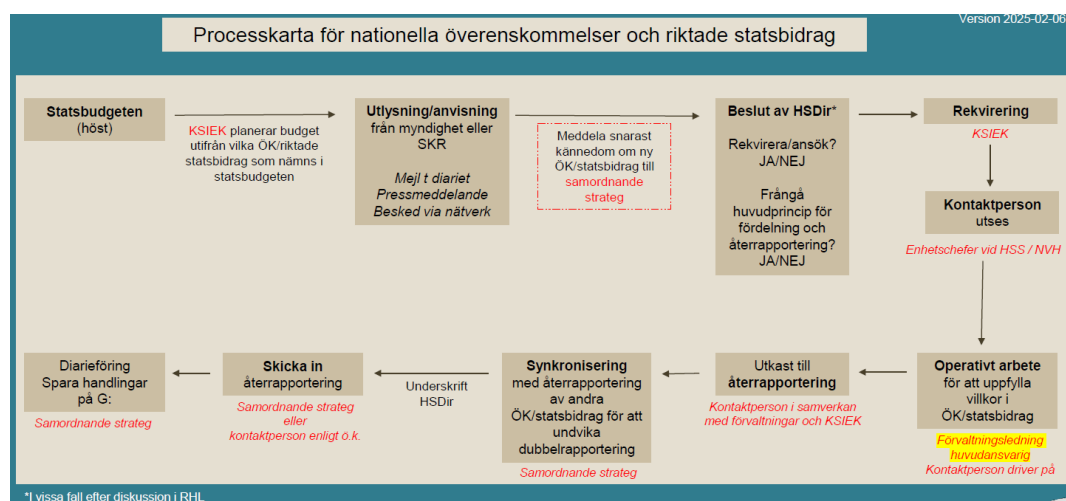 Version 2025-02-06
Processkarta för nationella överenskommelser och riktade statsbidrag
Statsbudgeten
(höst)
KSIEK planerar budget
utifrån vilka ÖK/riktade
statsbidrag som nämns i
statsbudgeten
Utlysning/anvisning
från myndighet eller
SKR
Mejl t diariet
Pressmeddelande
Besked via nätverk
Meddela snarast
kännedom om ny
ÖK/statsbidrag till
samordnande
strateg
Beslut av HSDir*
Rekvirera/ansök?
JA/NEJ
Frångå
huvudprincip för
fördelning och
återrapportering?
JA/NEJ
Rekvirering
KSIEK
Kontaktperson
utses
Enhetschefer vid HSS / NVH
Operativt arbete
för att uppfylla
villkor i
ÖK/statsbidrag
Förvaltningsledning
huvudansvarig
Kontaktperson driver på
Utkast till
återrapportering
Kontaktperson i samverkan
med förvaltningar och KSIEK
Synkronisering
med återrapportering
av andra
ÖK/statsbidrag för att
undvika
dubbelrapportering
Samordnande strateg
Underskrift
HSDir
Skicka in
återrapportering
Samordnande strateg
eller
kontaktperson enligt ö.k.
Diarieföring
Spara handlingar
på G:
Samordnande strateg
*I vissa fall efter diskussion i RHL